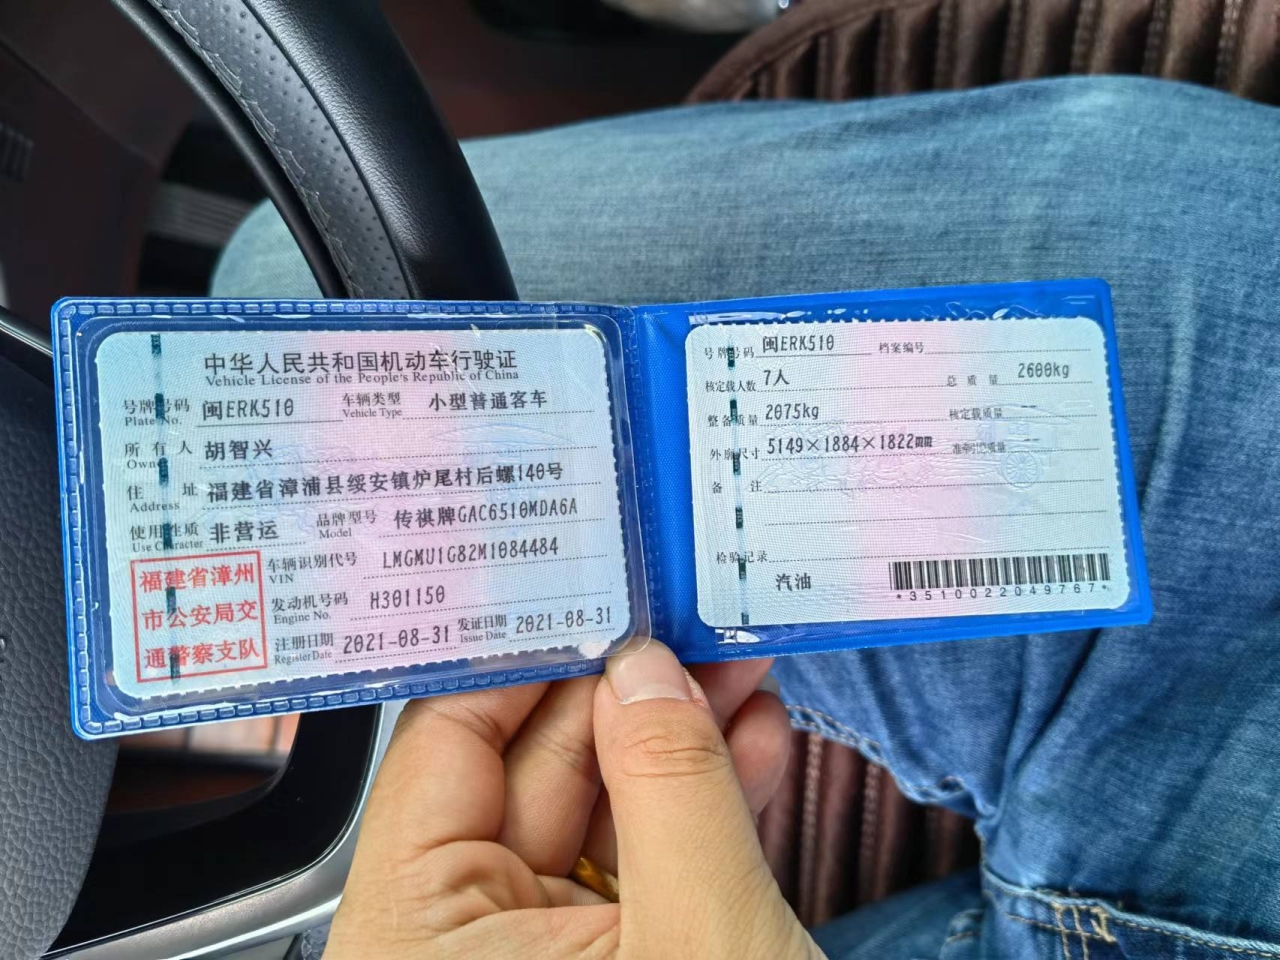 中华人民共和国机动车行驶证
Vehicle License of the People's Republic of China
号牌号码 闽ERK510 车辆类型 小型普通客车
Plate No. Vehicle Type
所有人 胡智兴
Owner
住址 福建省漳浦县绥安镇炉尾村后螺140号
Address
使用性质 非营运 品牌型号 传祺牌GAC6510MDA6A
Use Character Model
福建省漳州
市公安局交
通警察支队
车辆识别代号 LMGMU1G82M1084484
VIN
发动机号码 H301150
Engine No.
注册日期 2021-08-31 发证日期 2021-08-31
Register Date Issue Date
号牌号码 闽ERK510 档案编号
核定载人数 7人 总质量 2600kg
整备质量 2075kg 核定载质量
外廓尺寸 5149×1884×1822mm 准牵引总质量 —
备注
检验记录
汽油
*3510022049767*